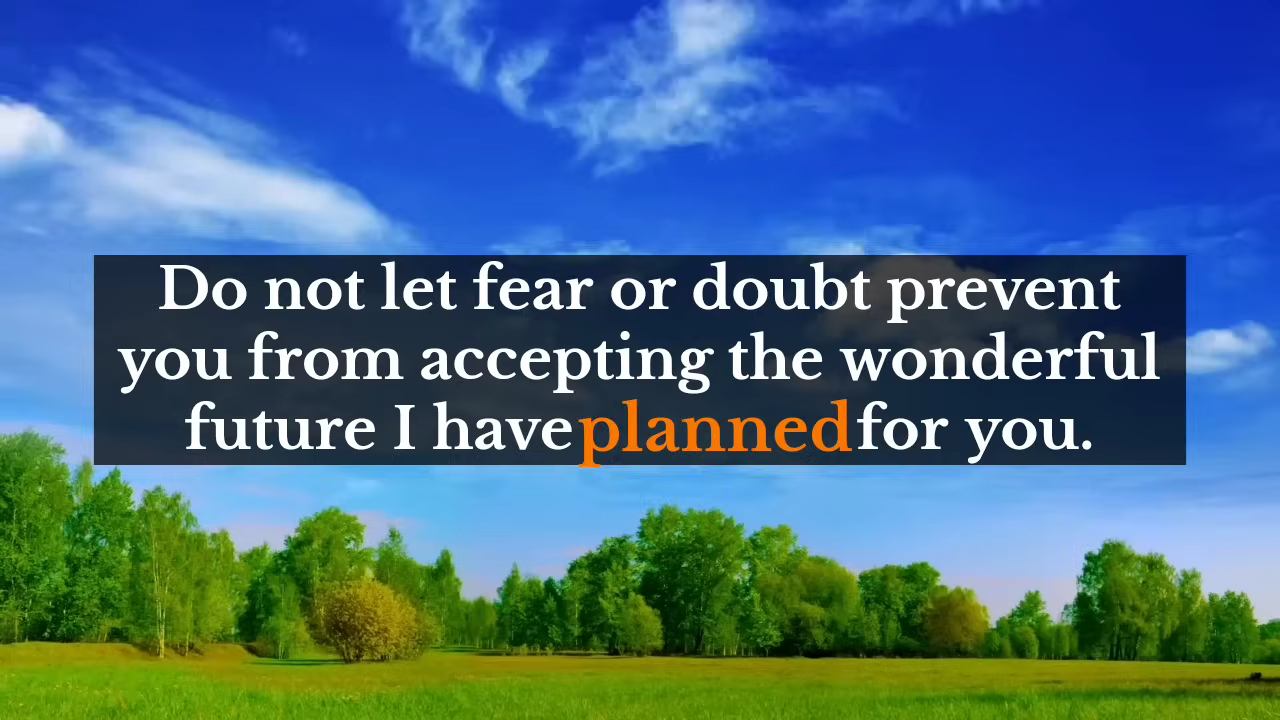 Do not let fear or doubt prevent
you from accepting the wonderful
future I have planned for you.